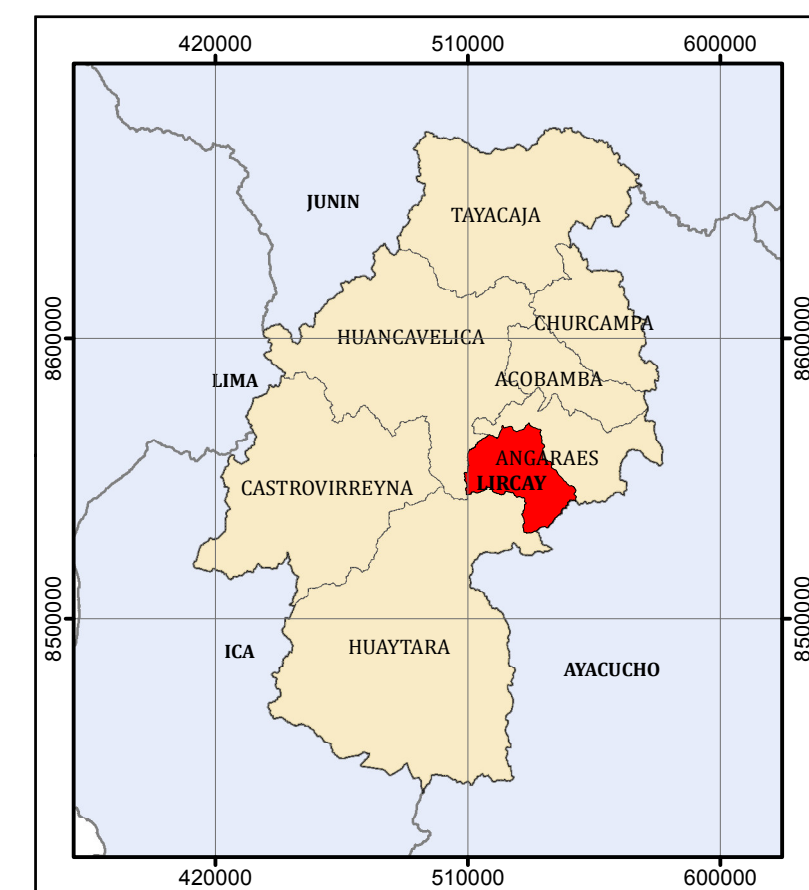 420000 510000 600000
JUNIN
TAYACAJA
8600000 HUANCAVELICA CHURCAMPA 8600000
LIMA ACOBAMBA
ANGARAES
CASTROVIRREYNA LIRCAY
8500000 8500000
ICA HUAYTARA AYACUCHO
420000 510000 600000